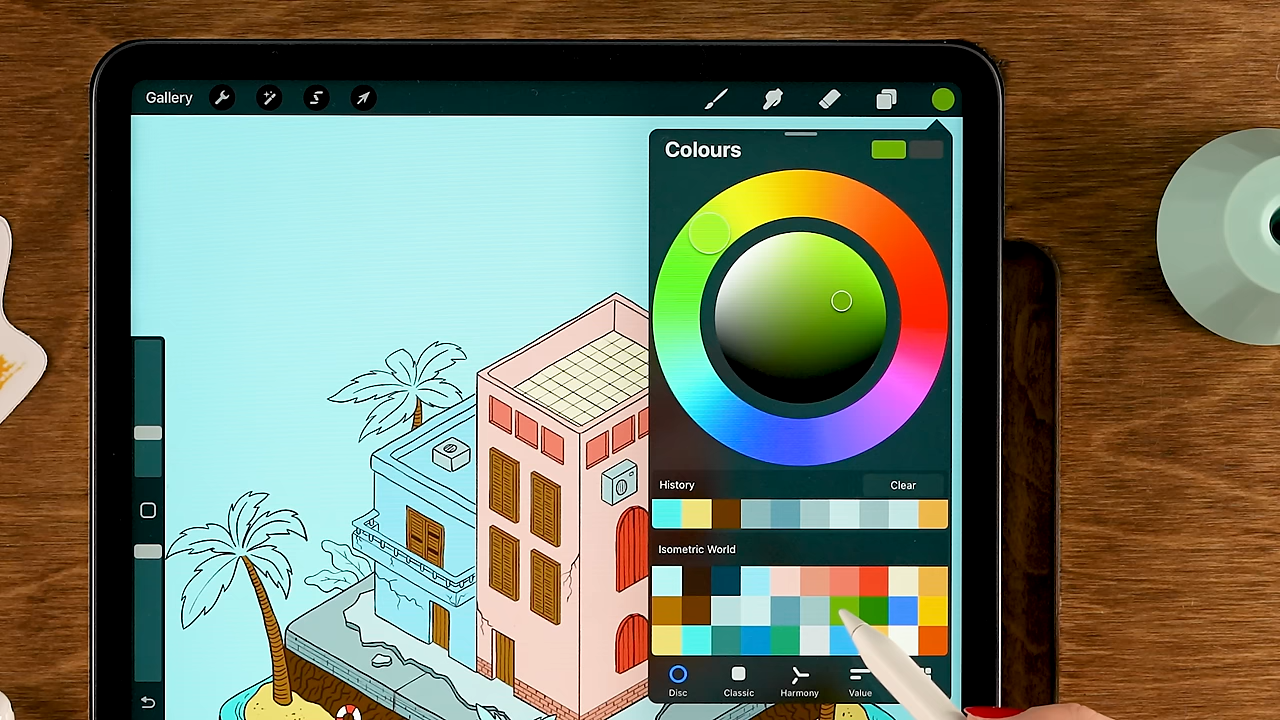 Gallery
Colours
History
Clear
Isometric World
Disc
Classic
Harmony
Value